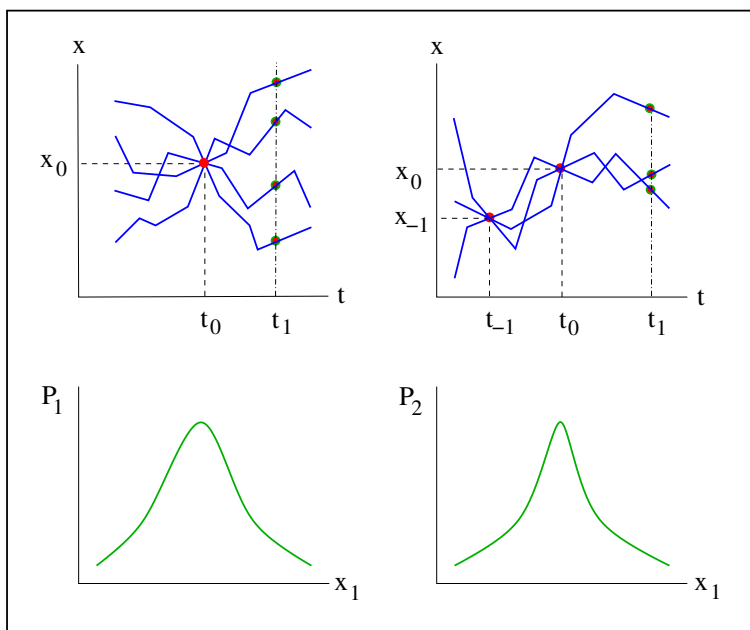 x
x
x₀
x₀
x₋₁
t
t
t₀
t₁
t₋₁
t₀
t₁
P₁
P₂
x₁
x₁